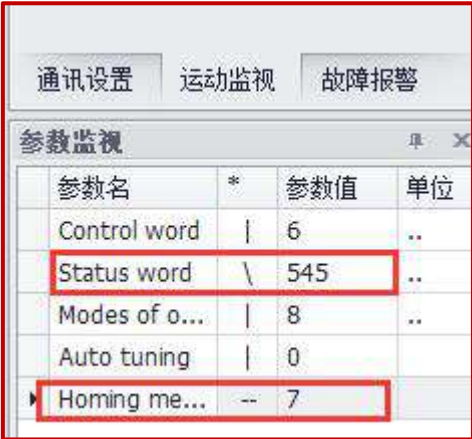 通讯设置 运动监视 故障报警
参数监视
参数名 * 参数值 单位
Control word | 6 ..
Status word \ 545 ..
Modes of o... | 8 ..
Auto tuning | 0
Homing me... -- 7